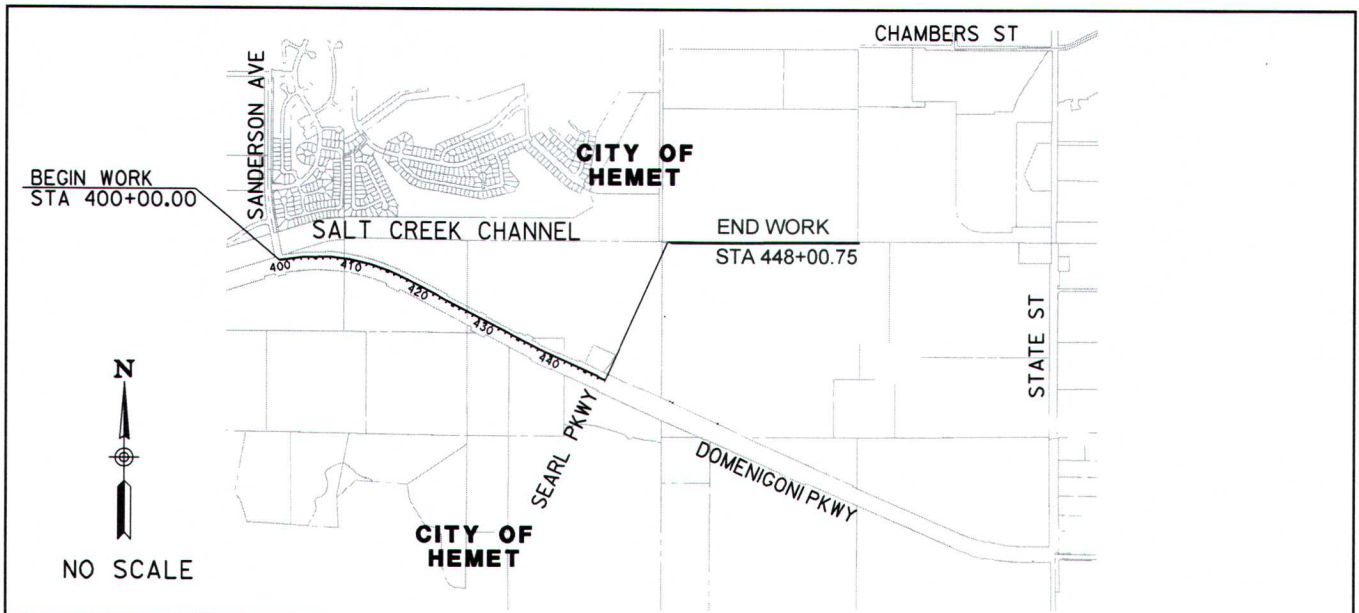 CHAMBERS ST
SANDERSON AVE
CITY OF
HEMET
BEGIN WORK
STA 400+00.00
SALT CREEK CHANNEL
END WORK
STA 448+00.75
400
410
420
430
440
STATE ST
N
SEARL PKWY
DOMENIGONI PKWY
CITY OF
HEMET
NO SCALE